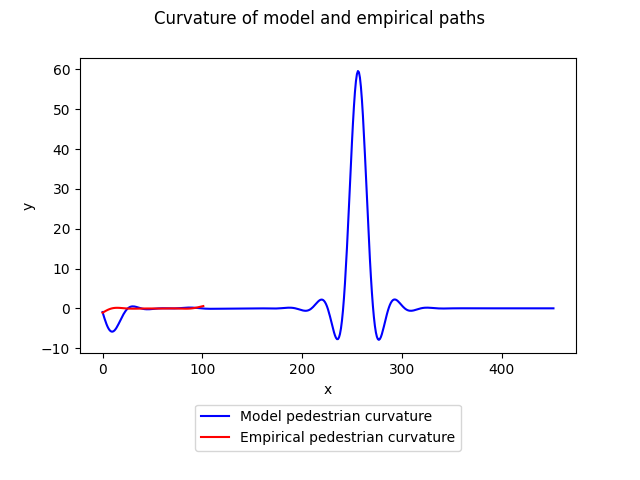 Curvature of model and empirical paths
60
50
40
30
20
10
0
−10
y
0 100 200 300 400
x
Model pedestrian curvature
Empirical pedestrian curvature